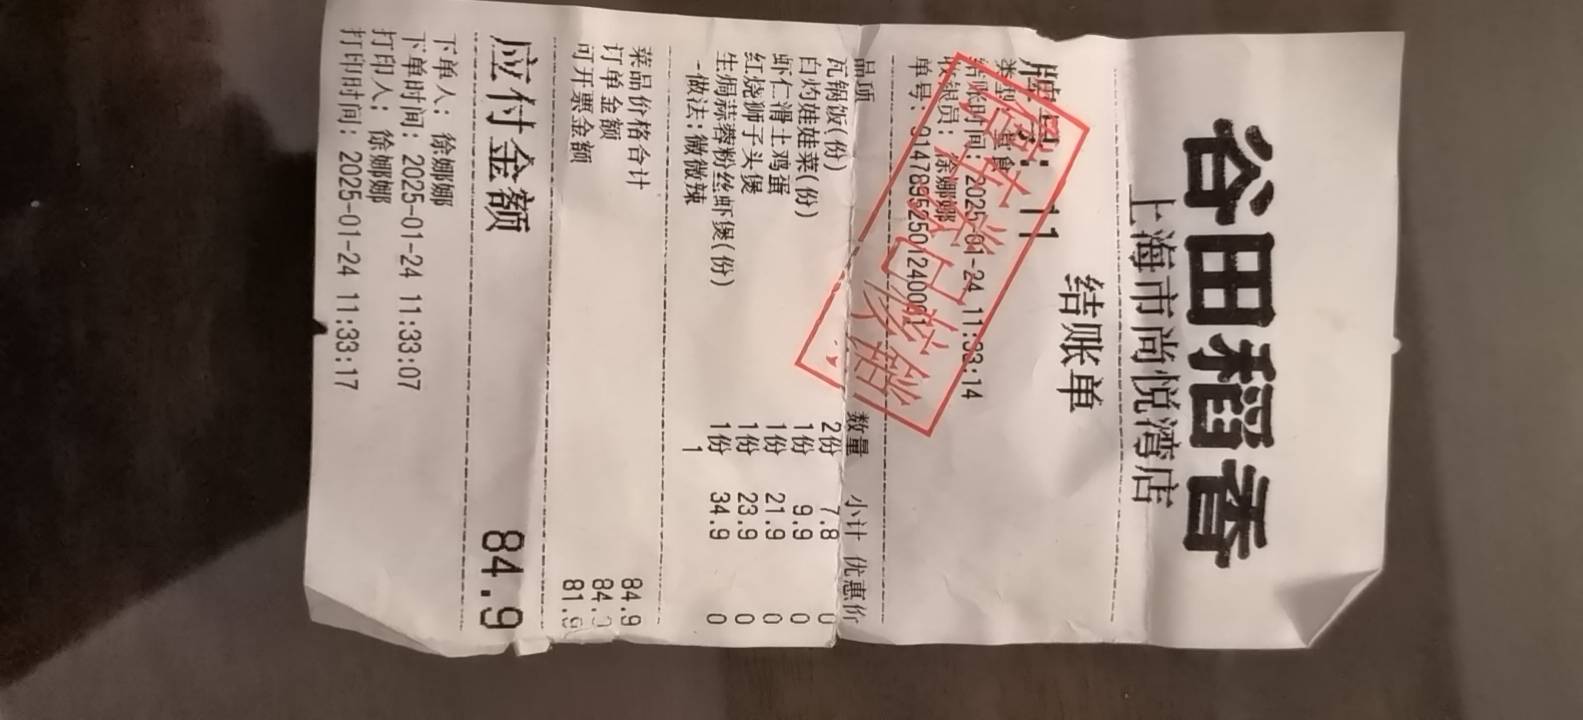 谷田稻香
上海市尚悦湾店
结账单
牌号: 11
结账时间: 2025-01-24 11:33:14
收银员: 徐娜娜
单号:
已核销
品项 数量 小计 优惠价
瓦锅饭(份) 2份 7.8 0
白灼娃娃菜(份) 1份 9.9 0
虾仁滑土鸡蛋 1份 21.9 0
红烧狮子头煲 1份 23.9 0
生焗蒜蓉粉丝虾煲(份) 1份 34.9 0
-做法:微微辣 1
菜品价格合计 84.9
订单金额
可开票金额
应付金额 84.9
下单人: 徐娜娜
下单时间: 2025-01-24 11:33:07
打印人: 徐娜娜
打印时间: 2025-01-24 11:33:17